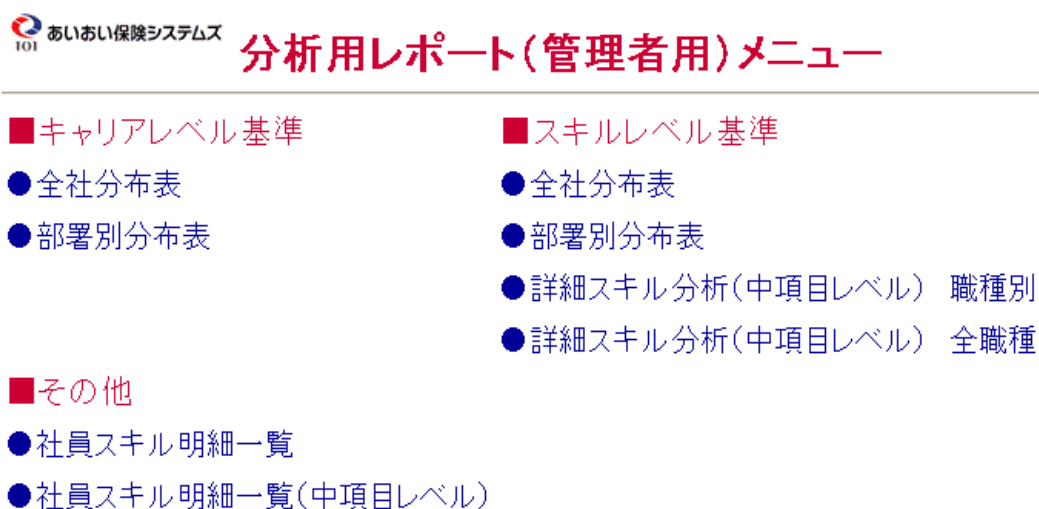 あいおい保険システムズ
IOI
分析用レポート（管理者用）メニュー
■キャリアレベル基準
●全社分布表
●部署別分布表
■スキルレベル基準
●全社分布表
●部署別分布表
●詳細スキル分析（中項目レベル）　職種別
●詳細スキル分析（中項目レベル）　全職種
■その他
●社員スキル明細一覧
●社員スキル明細一覧（中項目レベル）